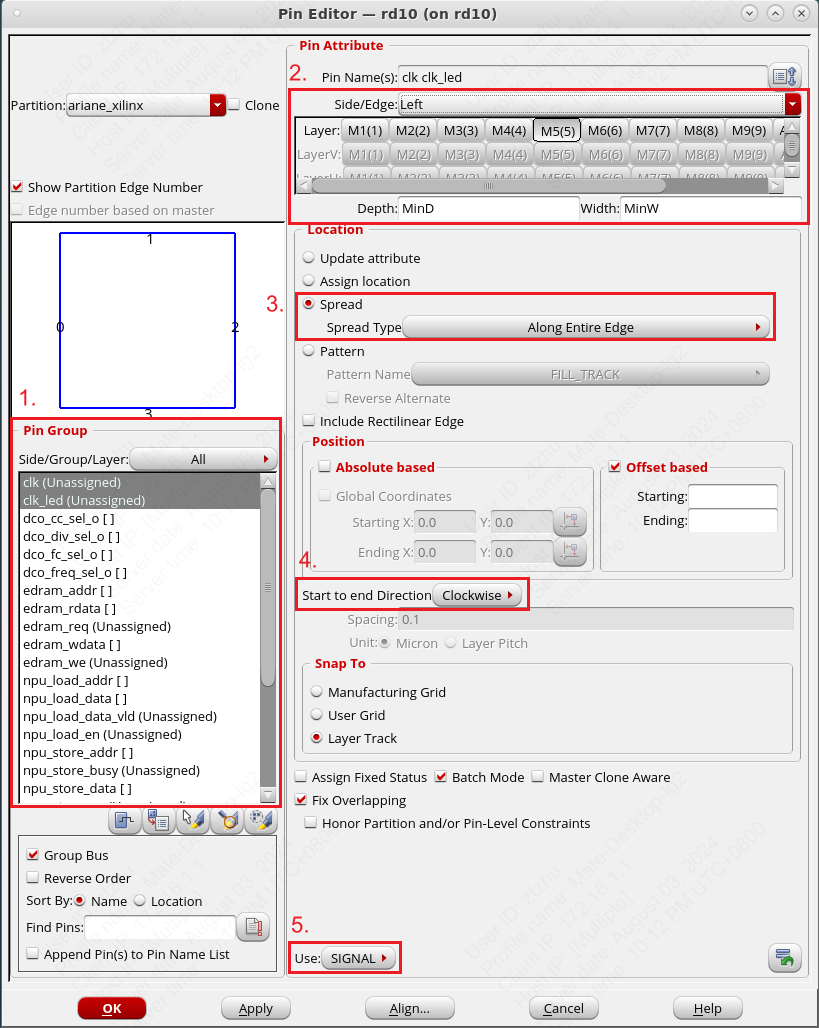 Pin Editor — rd10 (on rd10)
Partition: ariane_xilinx Clone
Show Partition Edge Number
Edge number based on master
1
0 2
3
1.
Pin Group
Side/Group/Layer: All
clk (Unassigned)
clk_led (Unassigned)
dco_cc_sel_o [ ]
dco_div_sel_o [ ]
dco_fc_sel_o [ ]
dco_freq_sel_o [ ]
edram_addr [ ]
edram_rdata [ ]
edram_req (Unassigned)
edram_wdata [ ]
edram_we (Unassigned)
npu_load_addr [ ]
npu_load_data [ ]
npu_load_data_vld (Unassigned)
npu_load_en (Unassigned)
npu_store_addr [ ]
npu_store_busy (Unassigned)
npu_store_data [ ]
Group Bus
Reverse Order
Sort By: Name Location
Find Pins:
Append Pin(s) to Pin Name List
Pin Attribute
2.
Pin Name(s): clk clk_led
Side/Edge: Left
Layer: M1(1) M2(2) M3(3) M4(4) M5(5) M6(6) M7(7) M8(8) M9(9)
LayerV: M1(1) M2(2) M3(3) M4(4) M5(5) M6(6) M7(7) M8(8) M9(9)
Depth: MinD Width: MinW
Location
Update attribute
Assign location
3.
Spread
Spread Type Along Entire Edge
Pattern
Pattern Name FILL_TRACK
Reverse Alternate
Include Rectilinear Edge
Position
Absolute based
Global Coordinates
Starting X: 0.0 Y: 0.0
Ending X: 0.0 Y: 0.0
Offset based
Starting:
Ending:
4.
Start to end Direction Clockwise
Spacing: 0.1
Unit: Micron Layer Pitch
Snap To
Manufacturing Grid
User Grid
Layer Track
Assign Fixed Status Batch Mode Master Clone Aware
Fix Overlapping
Honor Partition and/or Pin-Level Constraints
5.
Use: SIGNAL
OK Apply Align... Cancel Help